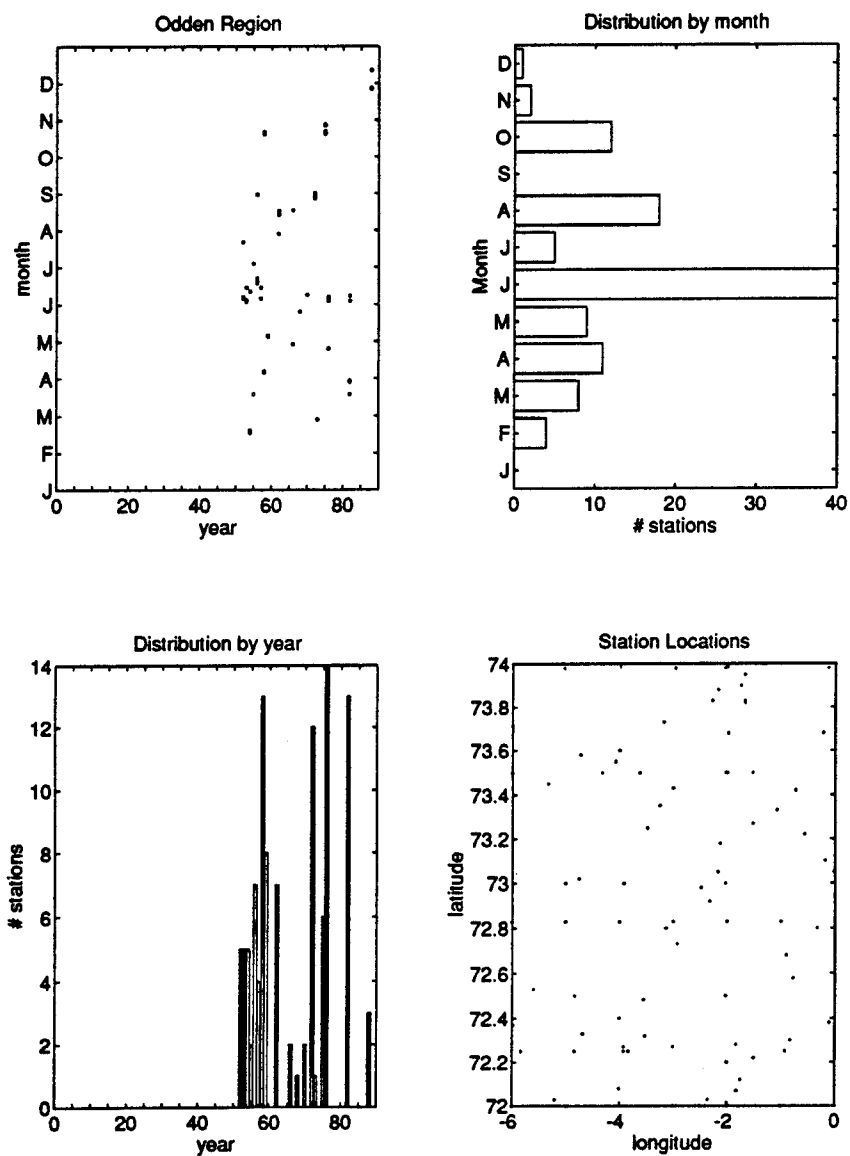 Odden Region
D
N
O
S
A
J
J
M
A
M
F
J
month
0 20 40 60 80
year
Distribution by month
D
N
O
S
A
J
J
M
A
M
F
J
Month
0 10 20 30 40
# stations
Distribution by year
14
12
10
8
6
4
2
0
# stations
0 20 40 60 80
year
Station Locations
74
73.8
73.6
73.4
73.2
73
72.8
72.6
72.4
72.2
72
latitude
-6 -4 -2 0
longitude